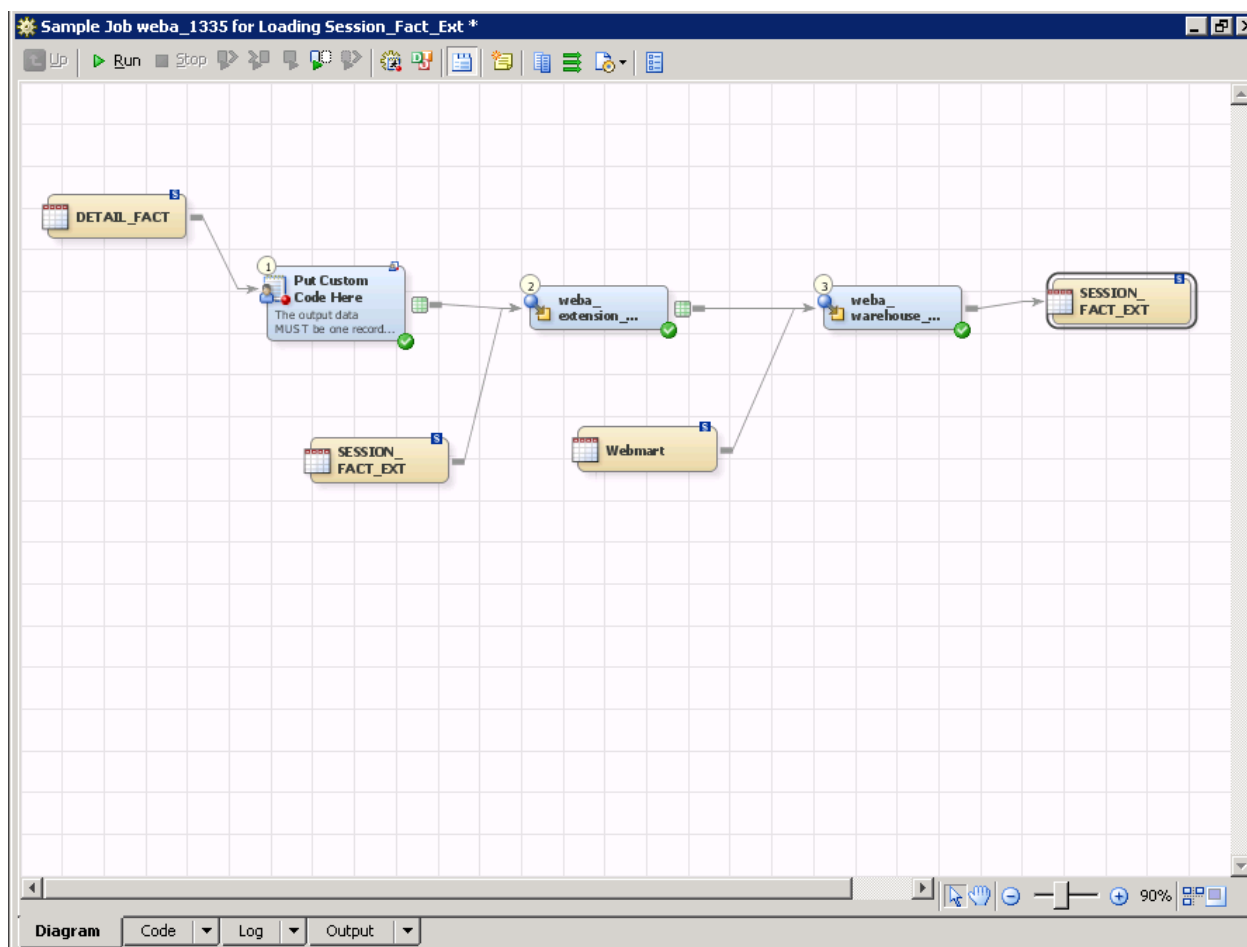 Sample Job weba_1335 for Loading Session_Fact_Ext *
Up Run Stop
S
DETAIL_FACT
1
Put Custom
Code Here
The output data
MUST be one record...
2
weba_
extension_...
3
weba_
warehouse_...
S
SESSION_
FACT_EXT
S
SESSION_
FACT_EXT
S
Webmart
90%
Diagram Code Log Output